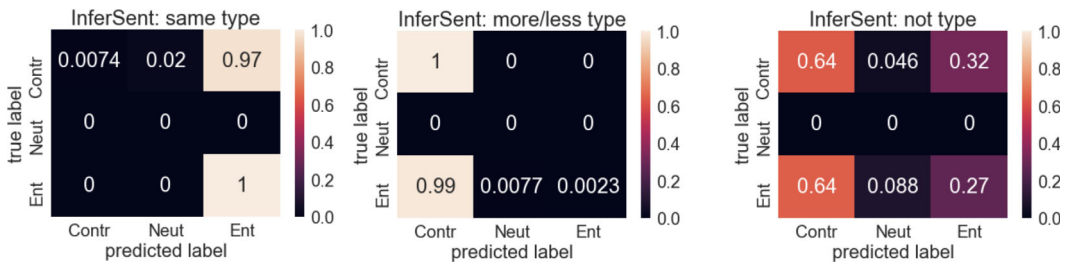 InferSent: same type
true label
Contr
Neut
Ent
0.0074 0.02 0.97
0 0 0
0 0 1
Contr Neut Ent
predicted label
1.0
0.8
0.6
0.4
0.2
0.0
InferSent: more/less type
true label
Contr
Neut
Ent
1 0 0
0 0 0
0.99 0.0077 0.0023
Contr Neut Ent
predicted label
1.0
0.8
0.6
0.4
0.2
0.0
InferSent: not type
true label
Contr
Neut
Ent
0.64 0.046 0.32
0 0 0
0.64 0.088 0.27
Contr Neut Ent
predicted label
1.0
0.8
0.6
0.4
0.2
0.0